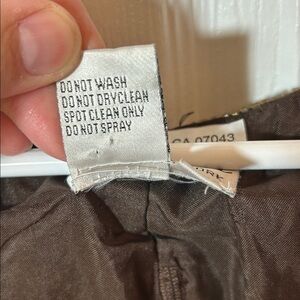 DO NOT WASH
DO NOT DRYCLEAN
SPOT CLEAN ONLY
DO NOT SPRAY
CA 07043